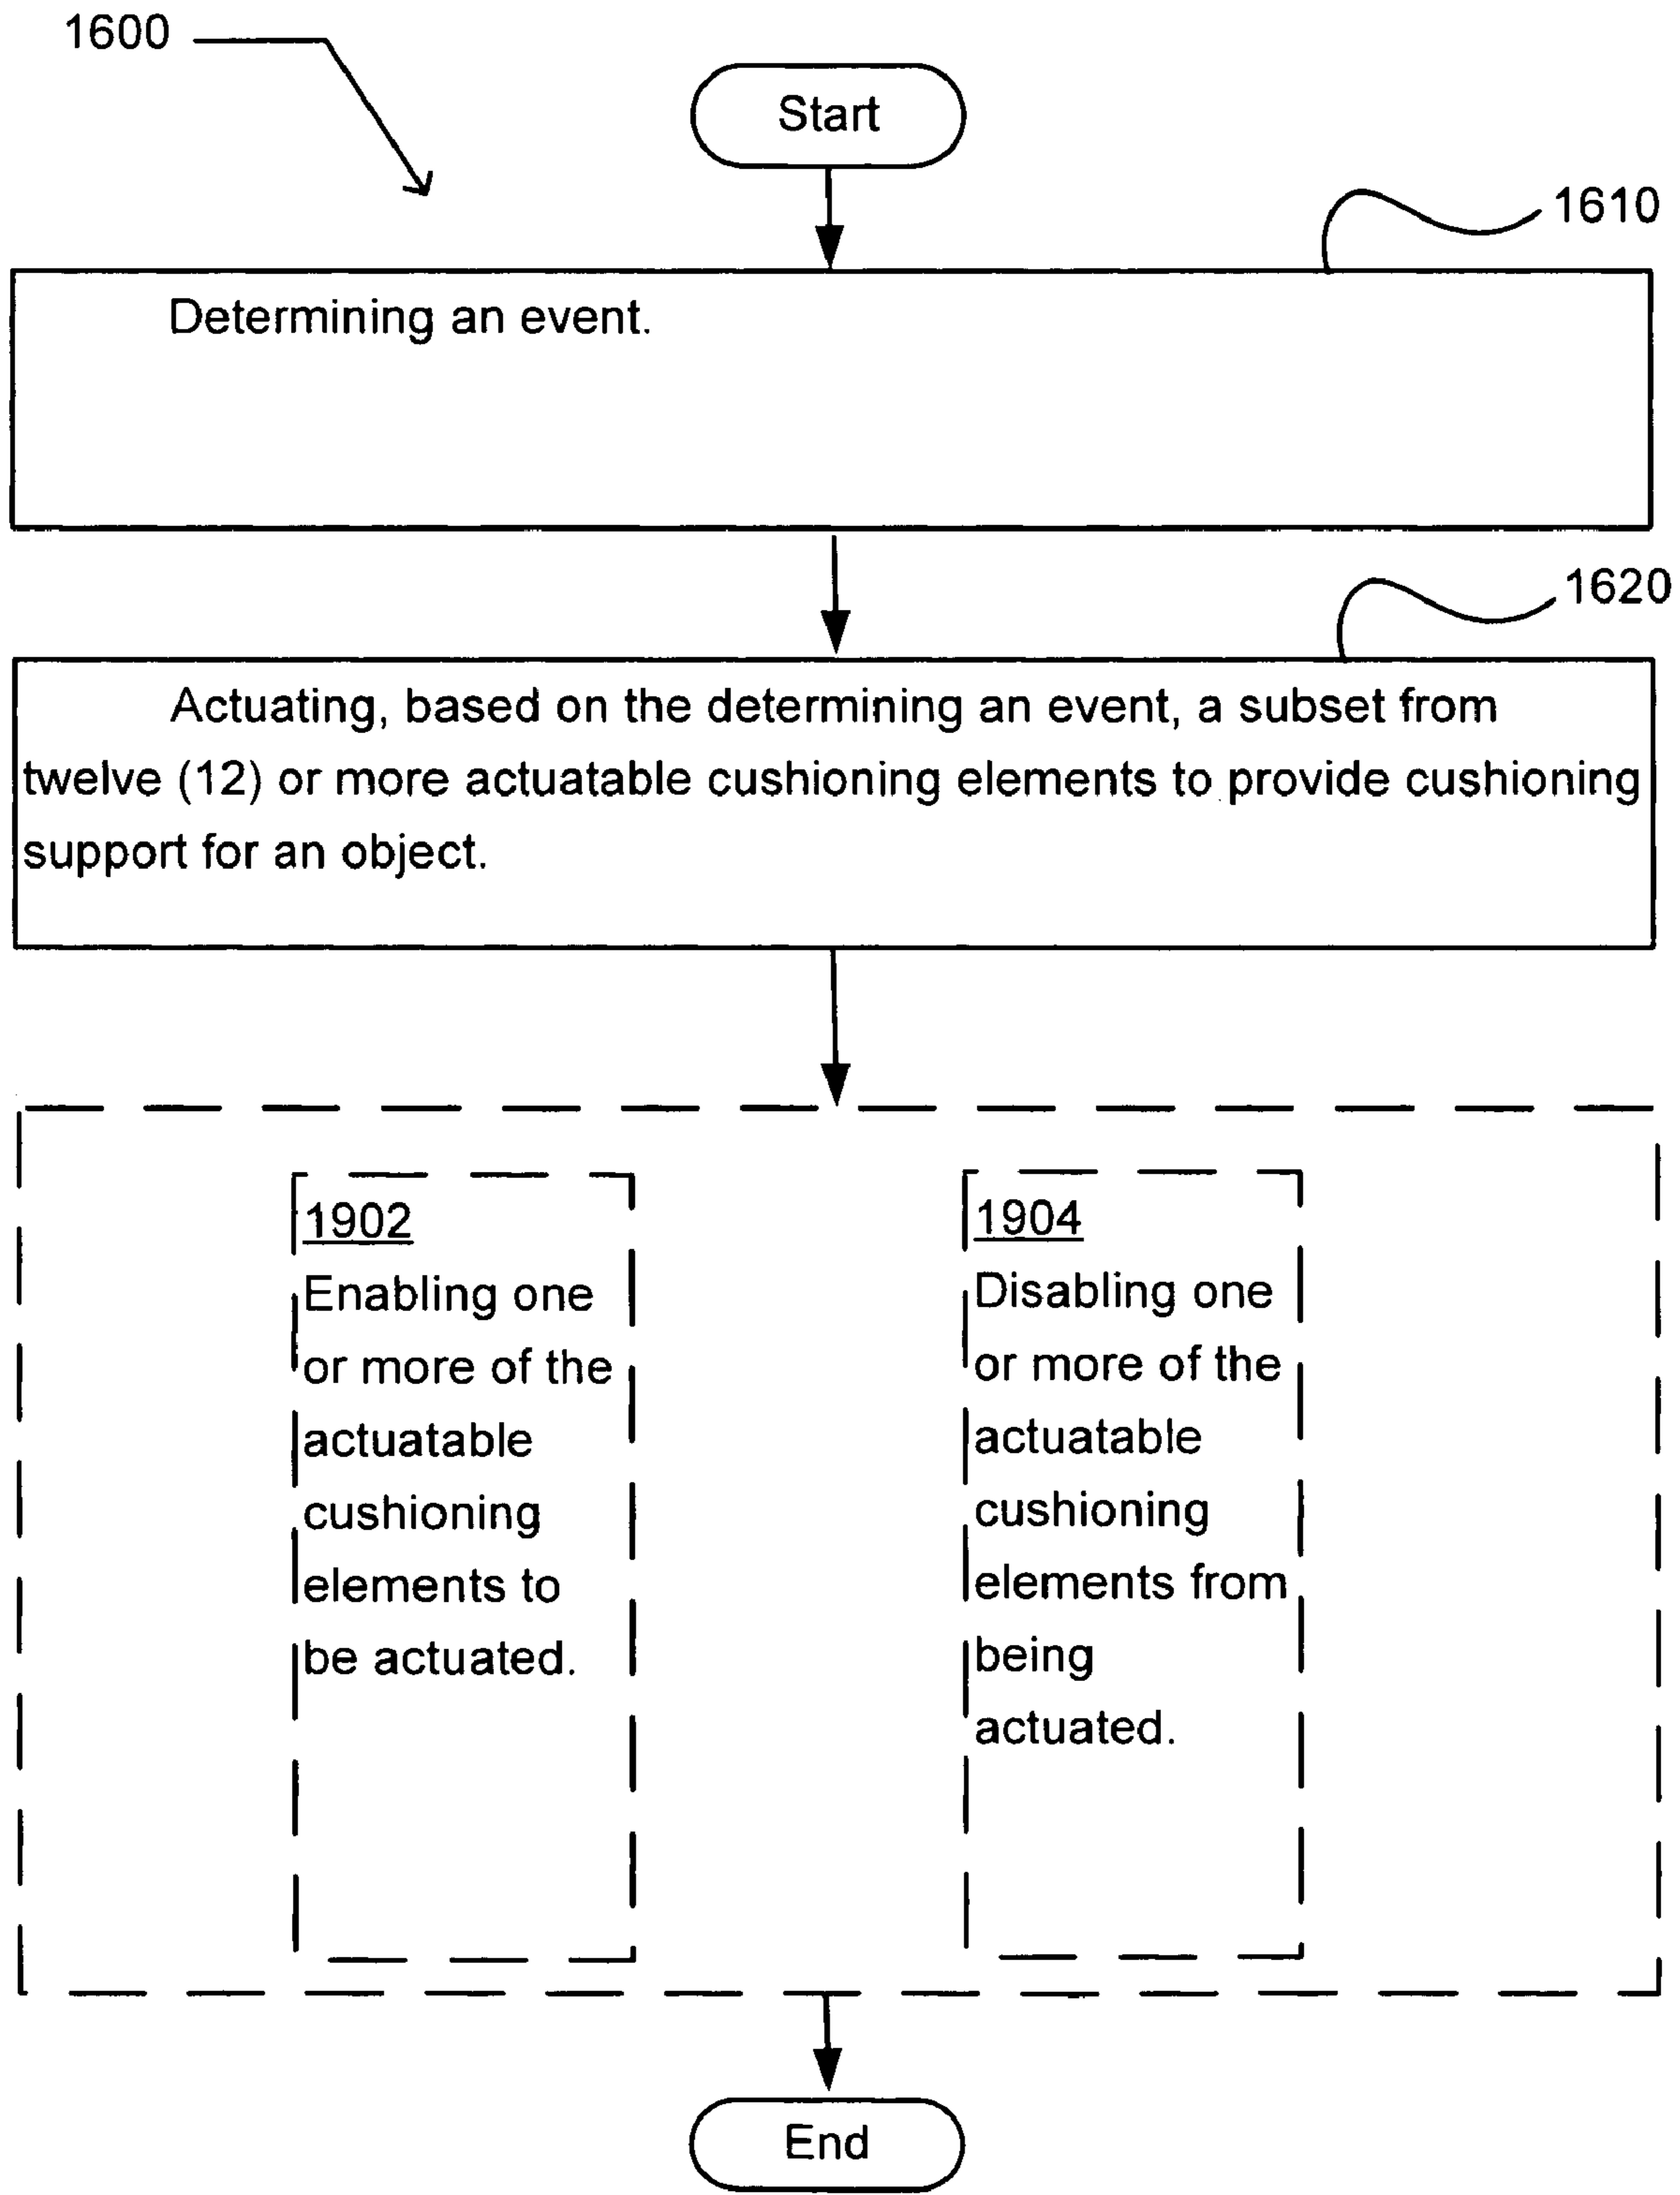 1600
Start
1610
Determining an event.
1620
Actuating, based on the determining an event, a subset from
twelve (12) or more actuatable cushioning elements to provide cushioning
support for an object.
1902
Enabling one
or more of the
actuatable
cushioning
elements to
be actuated.
1904
Disabling one
or more of the
actuatable
cushioning
elements from
being
actuated.
End